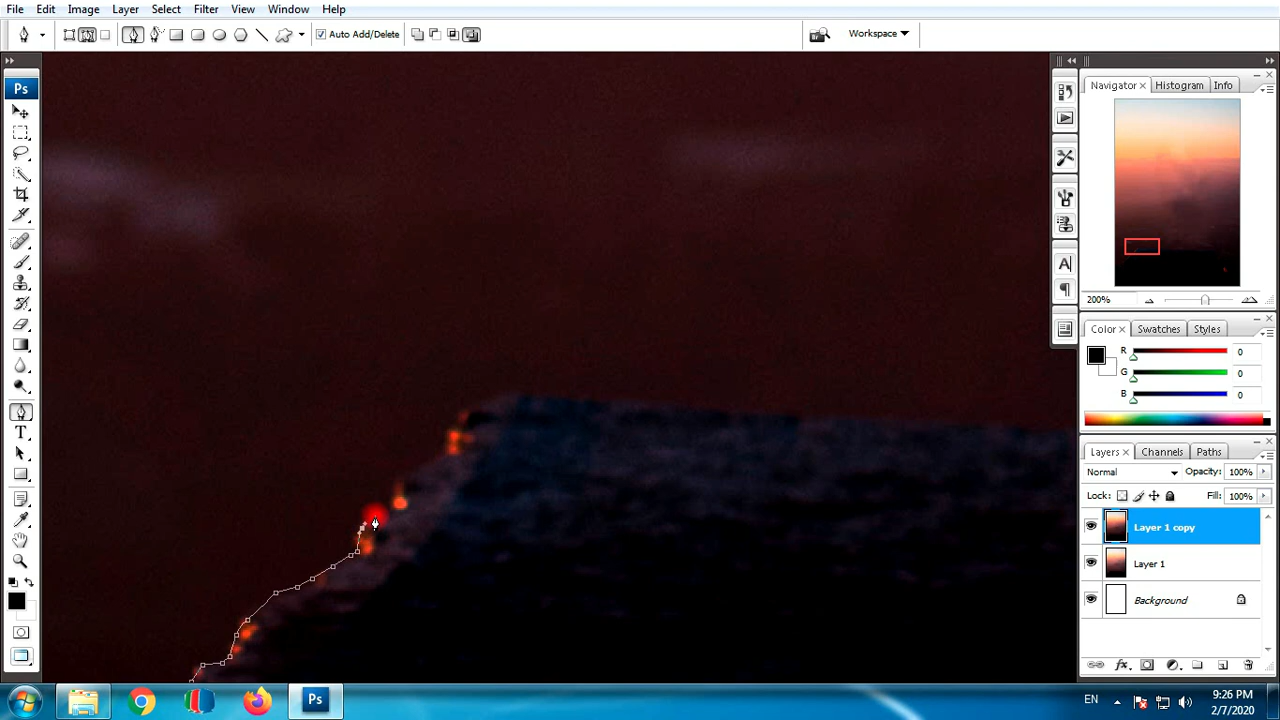 File Edit Image Layer Select Filter View Window Help
Auto Add/Delete
Workspace
Ps
Navigator Histogram Info
200%
Color Swatches Styles
R 0
G 0
B 0
Layers Channels Paths
Normal Opacity: 100%
Lock: Fill: 100%
Layer 1 copy
Layer 1
Background
fx
A
T
Ps
EN
9:26 PM
2/7/2020